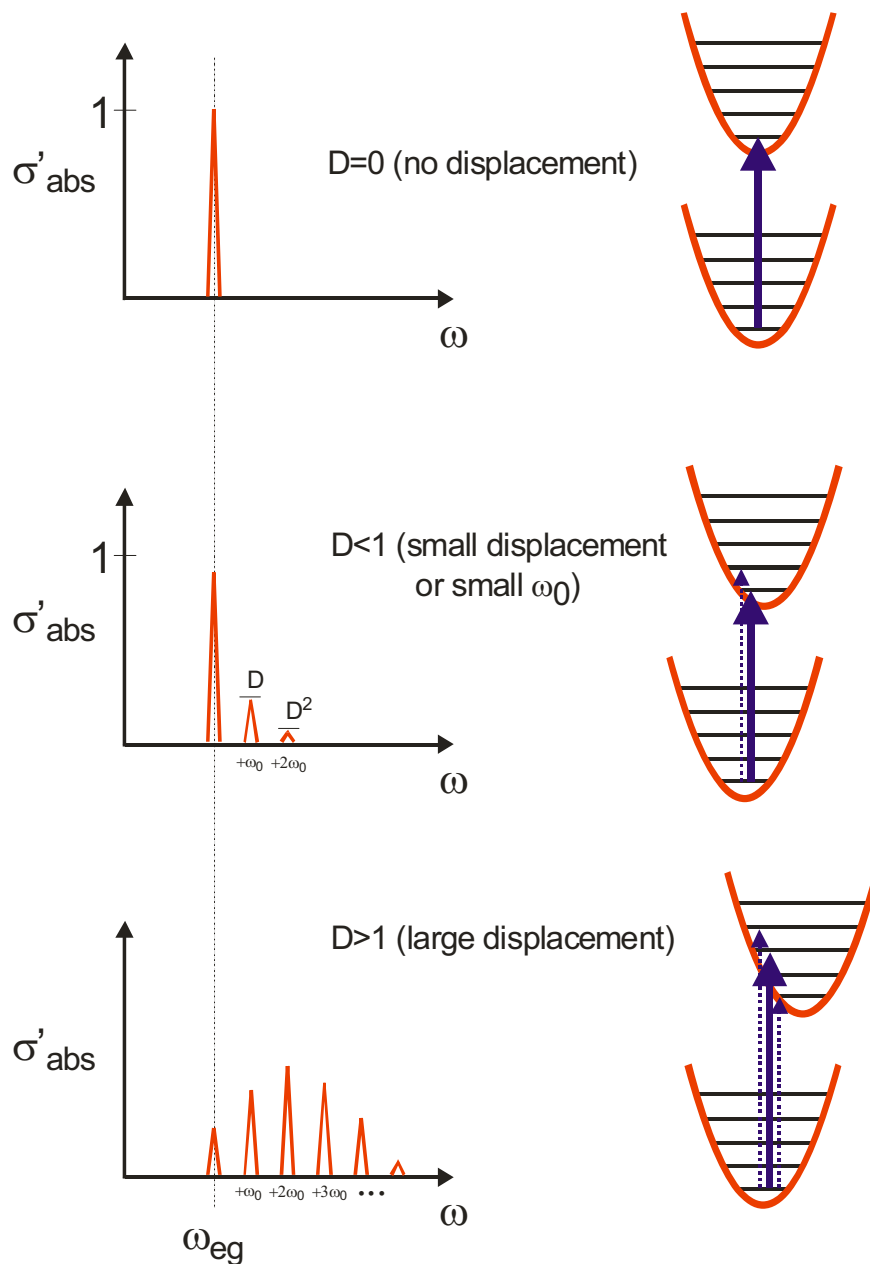 1
σ'abs
D=0 (no displacement)
ω
1
D<1 (small displacement
or small ω0)
σ'abs
D
D²
+ω0 +2ω0
ω
D>1 (large displacement)
σ'abs
+ω0 +2ω0 +3ω0 •••
ω
ωeg